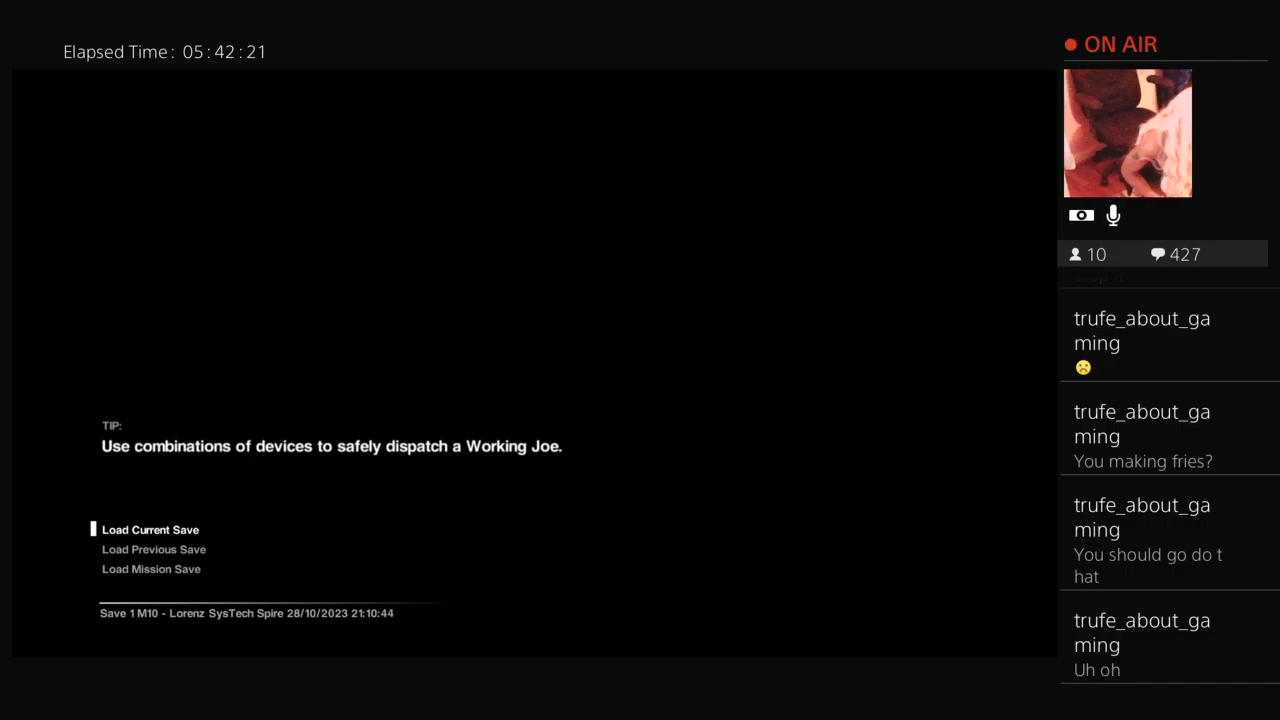 Elapsed Time: 05:42:21
ON AIR
10
427
trufe_about_ga
ming
trufe_about_ga
ming
You making fries?
trufe_about_ga
ming
You should go do t
hat
trufe_about_ga
ming
Uh oh
TIP:
Use combinations of devices to safely dispatch a Working Joe.
Load Current Save
Load Previous Save
Load Mission Save
Save 1 M10 - Lorenz SysTech Spire 28/10/2023 21:10:44